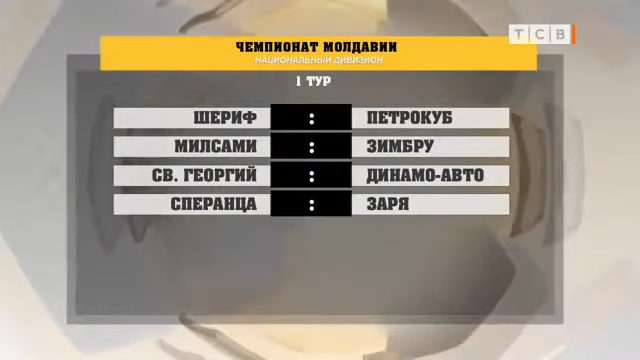 ЧЕМПИОНАТ МОЛДАВИИ
НАЦИОНАЛЬНЫЙ ДИВИЗИОН
ТСВ
1 ТУР
ШЕРИФ : ПЕТРОКУБ
МИЛСАМИ : ЗИМБРУ
СВ. ГЕОРГИЙ : ДИНАМО-АВТО
СПЕРАНЦА : ЗАРЯ